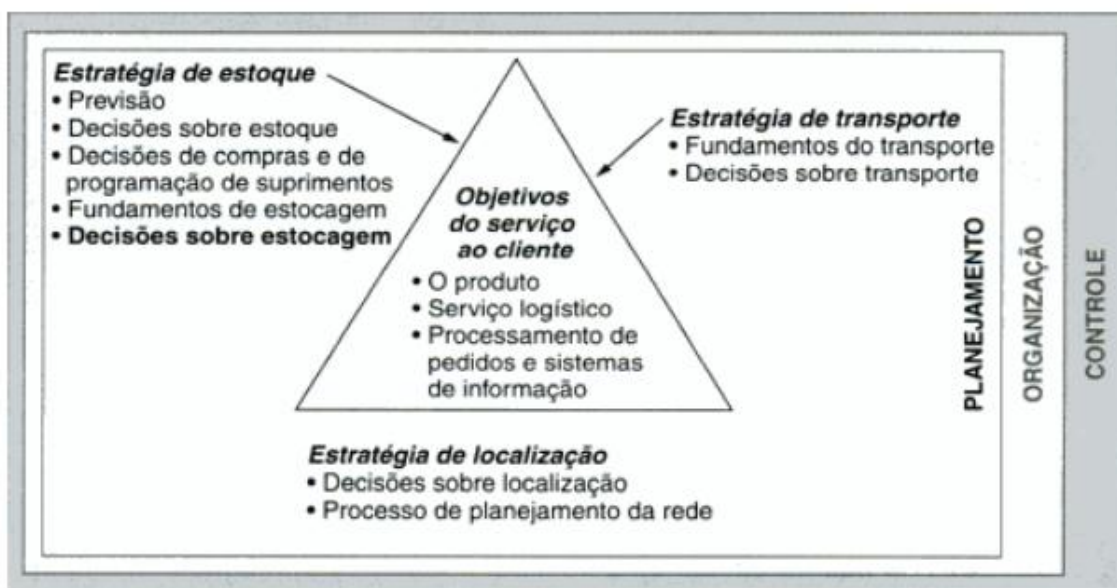 Estratégia de estoque
• Previsão
• Decisões sobre estoque
• Decisões de compras e de
programação de suprimentos
• Fundamentos de estocagem
• Decisões sobre estocagem
Estratégia de transporte
• Fundamentos do transporte
• Decisões sobre transporte
Objetivos
do serviço
ao cliente
• O produto
• Serviço logístico
• Processamento de
pedidos e sistemas
de informação
Estratégia de localização
• Decisões sobre localização
• Processo de planejamento da rede
PLANEJAMENTO
ORGANIZAÇÃO
CONTROLE